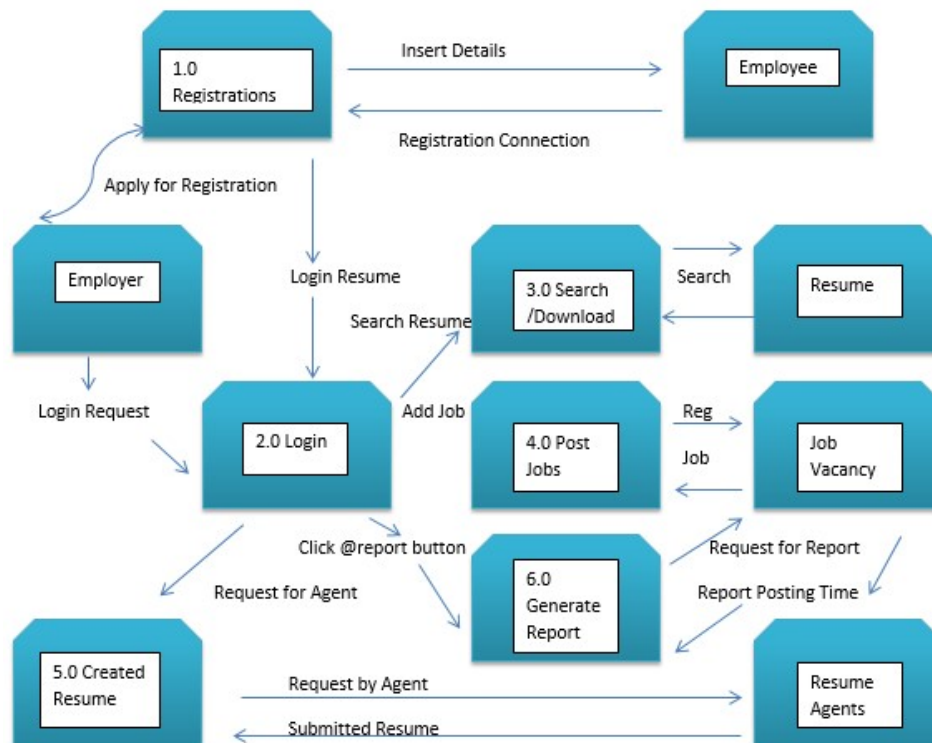 1.0
Registrations
Insert Details
Employee
Registration Connection
Apply for Registration
Employer
Login Resume
3.0 Search
/Download
Search
Resume
Search Resume
Login Request
2.0 Login
Add Job
4.0 Post
Jobs
Reg
Job
Job
Vacancy
Click @report button
Request for Report
Request for Agent
6.0
Generate
Report
Report Posting Time
5.0 Created
Resume
Request by Agent
Submitted Resume
Resume
Agents